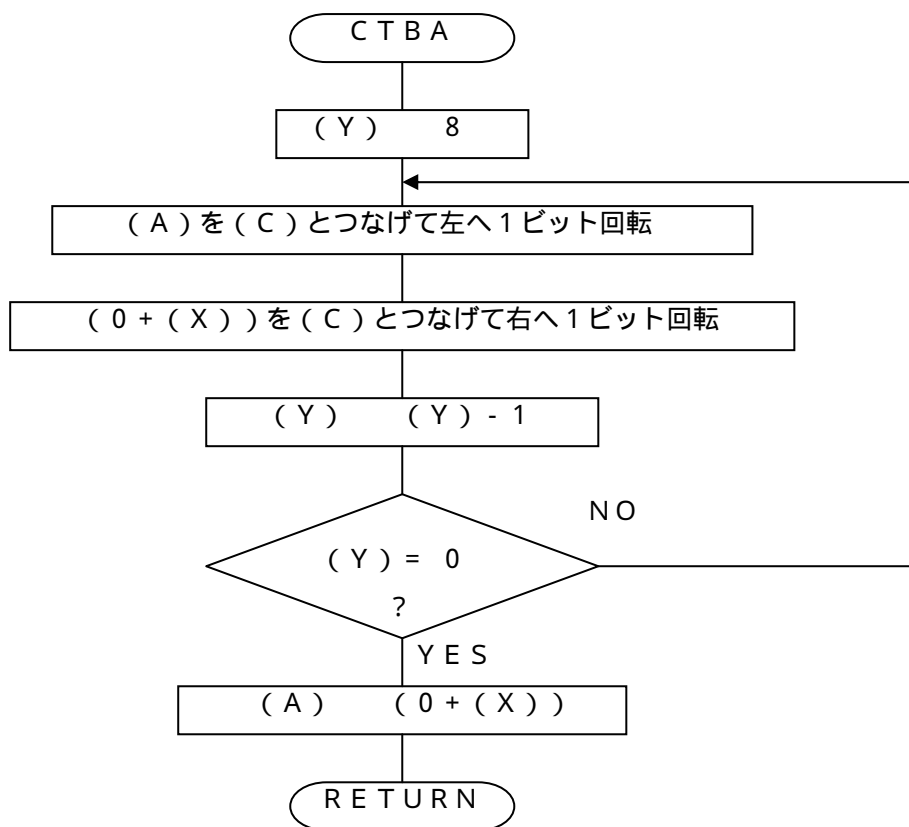 ＣＴＢＡ
（Ｙ）　　８
（Ａ）を（Ｃ）とつなげて左へ１ビット回転
（０＋（Ｘ））を（Ｃ）とつなげて右へ１ビット回転
（Ｙ）　　（Ｙ）－１
ＮＯ
（Ｙ）＝ ０
？
ＹＥＳ
（Ａ）　　（０＋（Ｘ））
ＲＥＴＵＲＮ